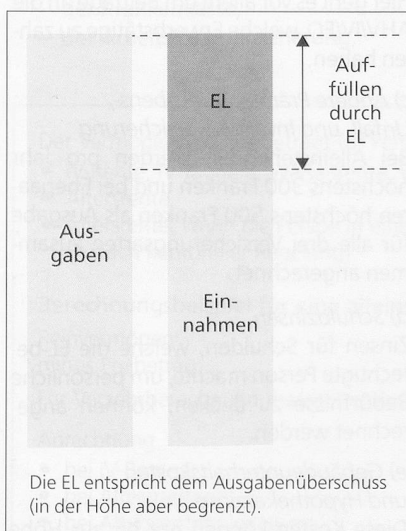 EL
Auf-
füllen
durch
EL
Aus-
gaben
Ein-
nahmen
Die EL entspricht dem Ausgabenüberschuss
(in der Höhe aber begrenzt).